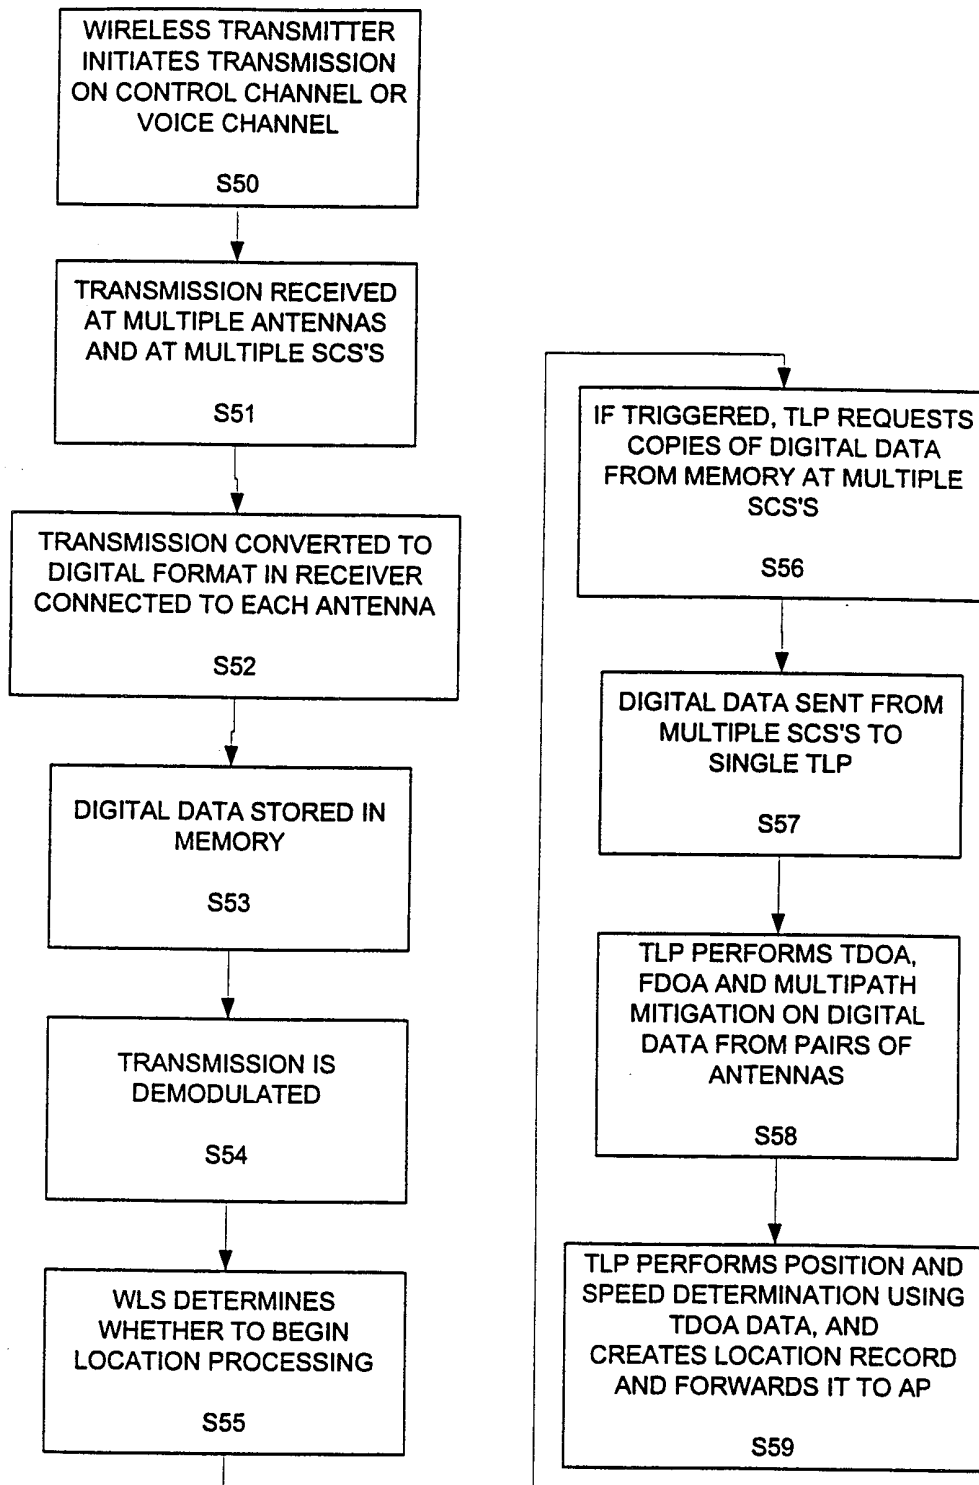 WIRELESS TRANSMITTER
INITIATES TRANSMISSION
ON CONTROL CHANNEL OR
VOICE CHANNEL
S50
TRANSMISSION RECEIVED
AT MULTIPLE ANTENNAS
AND AT MULTIPLE SCS'S
S51
TRANSMISSION CONVERTED TO
DIGITAL FORMAT IN RECEIVER
CONNECTED TO EACH ANTENNA
S52
DIGITAL DATA STORED IN
MEMORY
S53
TRANSMISSION IS
DEMODULATED
S54
WLS DETERMINES
WHETHER TO BEGIN
LOCATION PROCESSING
S55
IF TRIGGERED, TLP REQUESTS
COPIES OF DIGITAL DATA
FROM MEMORY AT MULTIPLE
SCS'S
S56
DIGITAL DATA SENT FROM
MULTIPLE SCS'S TO
SINGLE TLP
S57
TLP PERFORMS TDOA,
FDOA AND MULTIPATH
MITIGATION ON DIGITAL
DATA FROM PAIRS OF
ANTENNAS
S58
TLP PERFORMS POSITION AND
SPEED DETERMINATION USING
TDOA DATA, AND
CREATES LOCATION RECORD
AND FORWARDS IT TO AP
S59